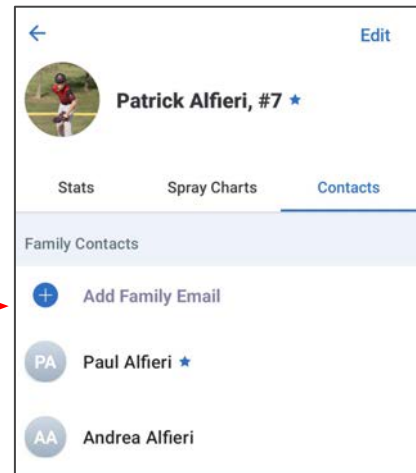 Edit
Patrick Alfieri, #7
Stats Spray Charts Contacts
Family Contacts
Add Family Email
PA Paul Alfieri
AA Andrea Alfieri